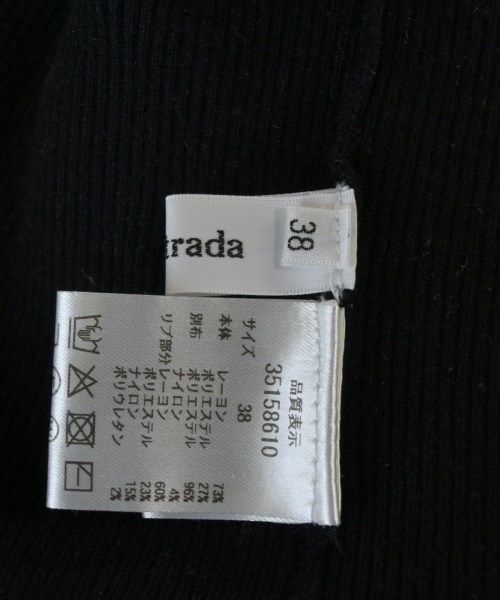 trada
38
品質表示
35158610
サイズ 38
本体 レーヨン 73%
ポリエステル 27%
別布 ポリエステル 96%
ナイロン 4%
リブ部分 レーヨン 60%
ポリエステル 23%
ナイロン 15%
ポリウレタン 2%